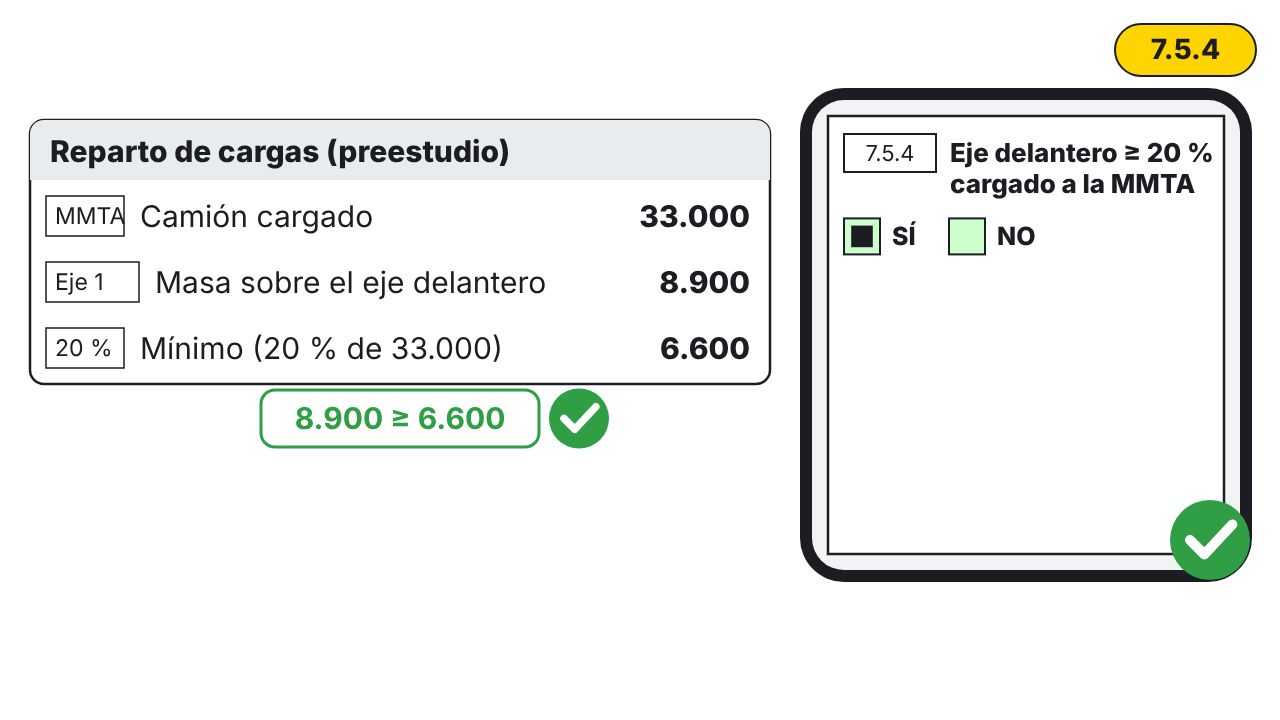 7.5.4
Reparto de cargas (preestudio)
MMTA Camión cargado 33.000
Eje 1 Masa sobre el eje delantero 8.900
20 % Mínimo (20 % de 33.000) 6.600
8.900 ≥ 6.600
7.5.4 Eje delantero ≥ 20 %
cargado a la MMTA
SÍ NO